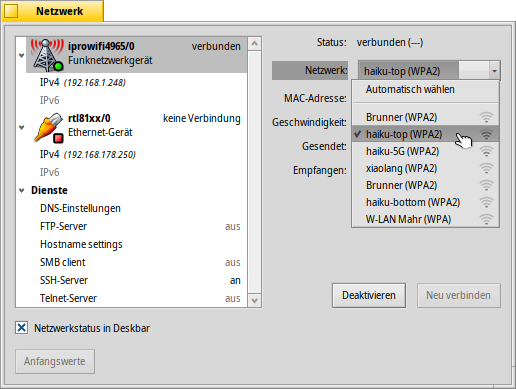 Netzwerk
iprowifi4965/0 verbunden
Funknetzwerkgerät
IPv4 (192.168.1.248)
IPv6
rtl81xx/0 keine Verbindung
Ethernet-Gerät
IPv4 (192.168.178.250)
IPv6
Dienste
DNS-Einstellungen
FTP-Server aus
Hostname settings
SMB client aus
SSH-Server an
Telnet-Server aus
Netzwerkstatus in Deskbar
Anfangswerte
Status: verbunden (---)
Netzwerk: haiku-top (WPA2)
MAC-Adresse:
Geschwindigkeit:
Gesendet:
Empfangen:
Automatisch wählen
Brunner (WPA2)
haiku-top (WPA2)
haiku-5G (WPA2)
xiaolang (WPA2)
Brunner (WPA2)
haiku-bottom (WPA2)
W-LAN Mahr (WPA)
Deaktivieren
Neu verbinden